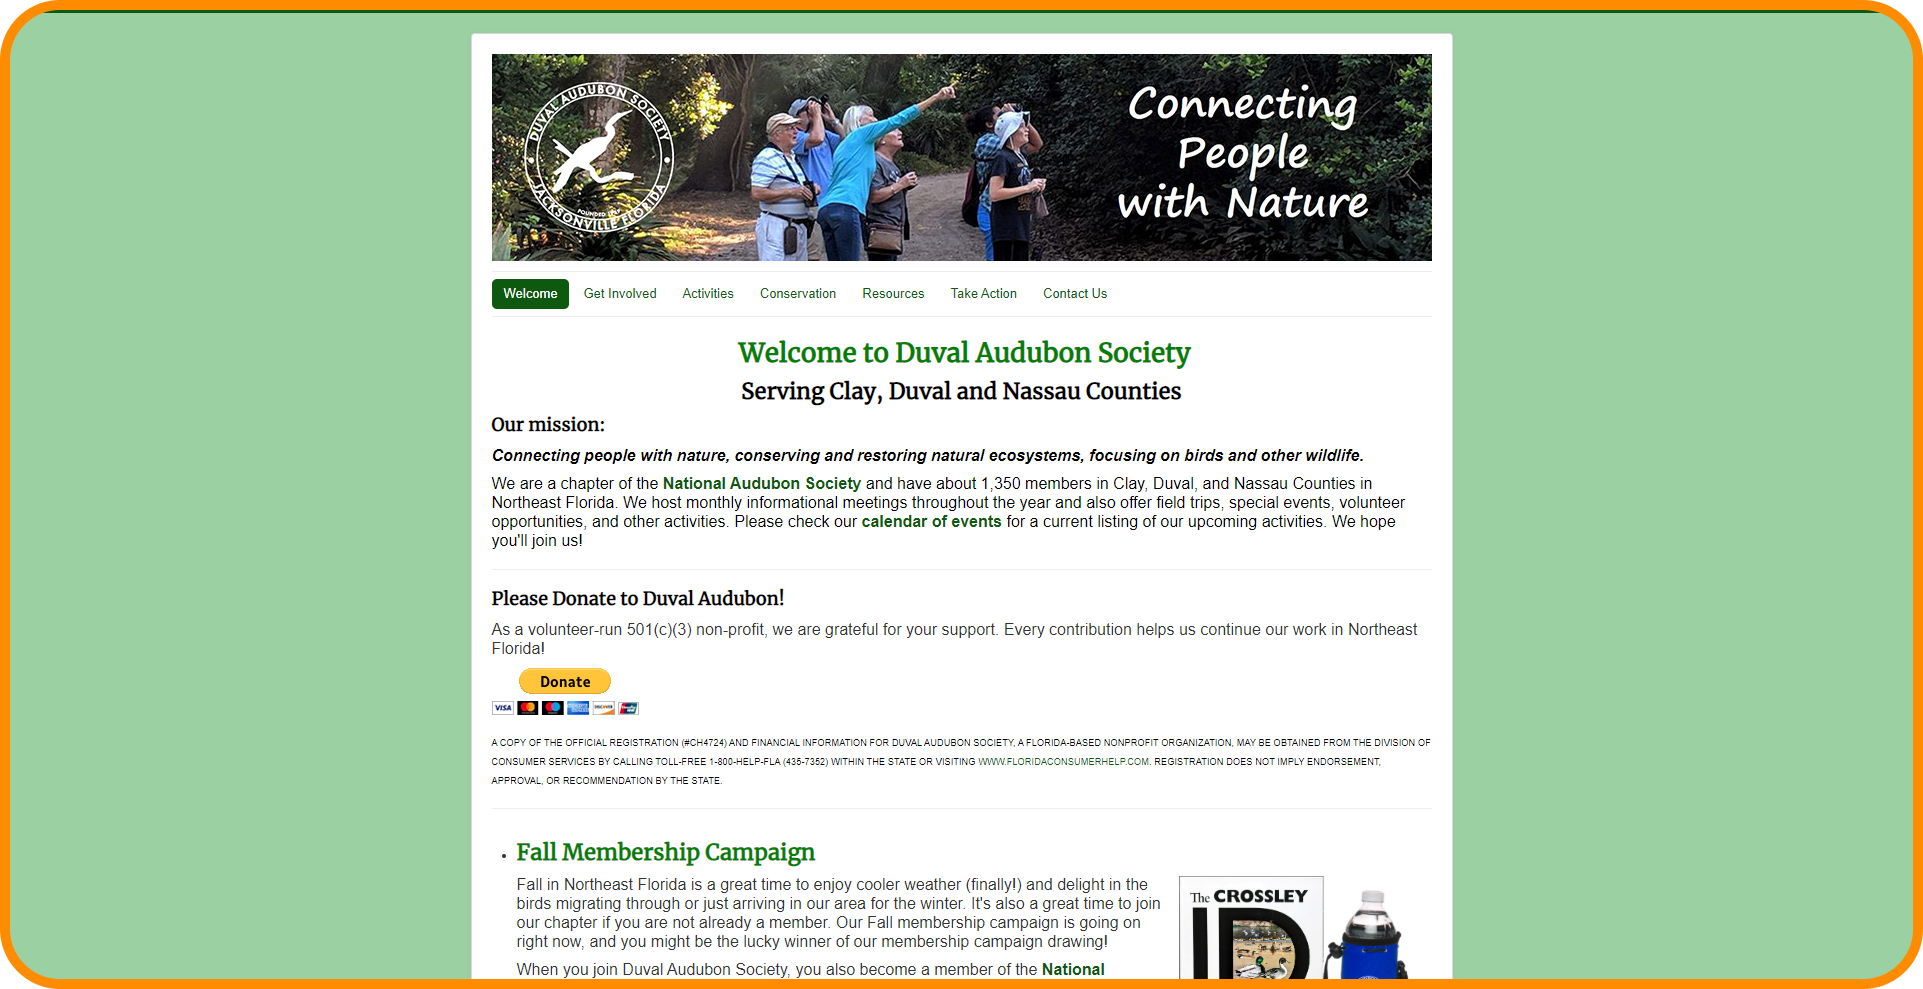 DUVAL AUDUBON SOCIETY
FOUNDED 1939
JACKSONVILLE FLORIDA
Connecting
People
with Nature
Welcome
Get Involved
Activities
Conservation
Resources
Take Action
Contact Us
Welcome to Duval Audubon Society
Serving Clay, Duval and Nassau Counties
Our mission:
Connecting people with nature, conserving and restoring natural ecosystems, focusing on birds and other wildlife.
We are a chapter of the National Audubon Society and have about 1,350 members in Clay, Duval, and Nassau Counties in
Northeast Florida. We host monthly informational meetings throughout the year and also offer field trips, special events, volunteer
opportunities, and other activities. Please check our calendar of events for a current listing of our upcoming activities. We hope
you'll join us!
Please Donate to Duval Audubon!
As a volunteer-run 501(c)(3) non-profit, we are grateful for your support. Every contribution helps us continue our work in Northeast
Florida!
Donate
VISA
DISCOVER
A COPY OF THE OFFICIAL REGISTRATION (#CH4724) AND FINANCIAL INFORMATION FOR DUVAL AUDUBON SOCIETY, A FLORIDA-BASED NONPROFIT ORGANIZATION, MAY BE OBTAINED FROM THE DIVISION OF
CONSUMER SERVICES BY CALLING TOLL-FREE 1-800-HELP-FLA (435-7352) WITHIN THE STATE OR VISITING WWW.FLORIDACONSUMERHELP.COM. REGISTRATION DOES NOT IMPLY ENDORSEMENT,
APPROVAL, OR RECOMMENDATION BY THE STATE.
Fall Membership Campaign
Fall in Northeast Florida is a great time to enjoy cooler weather (finally!) and delight in the
birds migrating through or just arriving in our area for the winter. It's also a great time to join
our chapter if you are not already a member. Our Fall membership campaign is going on
right now, and you might be the lucky winner of our membership campaign drawing!
When you join Duval Audubon Society, you also become a member of the National
The CROSSLEY
ID